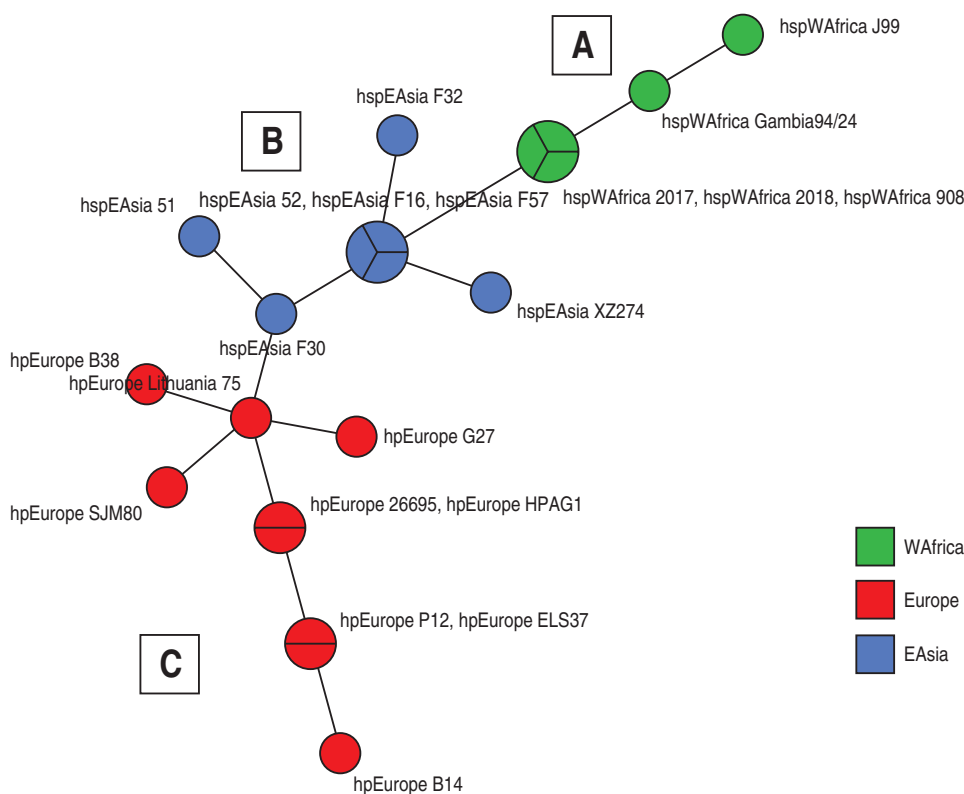 hspWAfrica J99
A
hspEAsia F32
hspWAfrica Gambia94/24
B
hspEAsia 51
hspEAsia 52, hspEAsia F16, hspEAsia F57
hspWAfrica 2017, hspWAfrica 2018, hspWAfrica 908
hspEAsia XZ274
hspEAsia F30
hpEurope B38
hpEurope Lithuania 75
hpEurope G27
hpEurope SJM80
hpEurope 26695, hpEurope HPAG1
WAfrica
Europe
hpEurope P12, hpEurope ELS37
EAsia
C
hpEurope B14